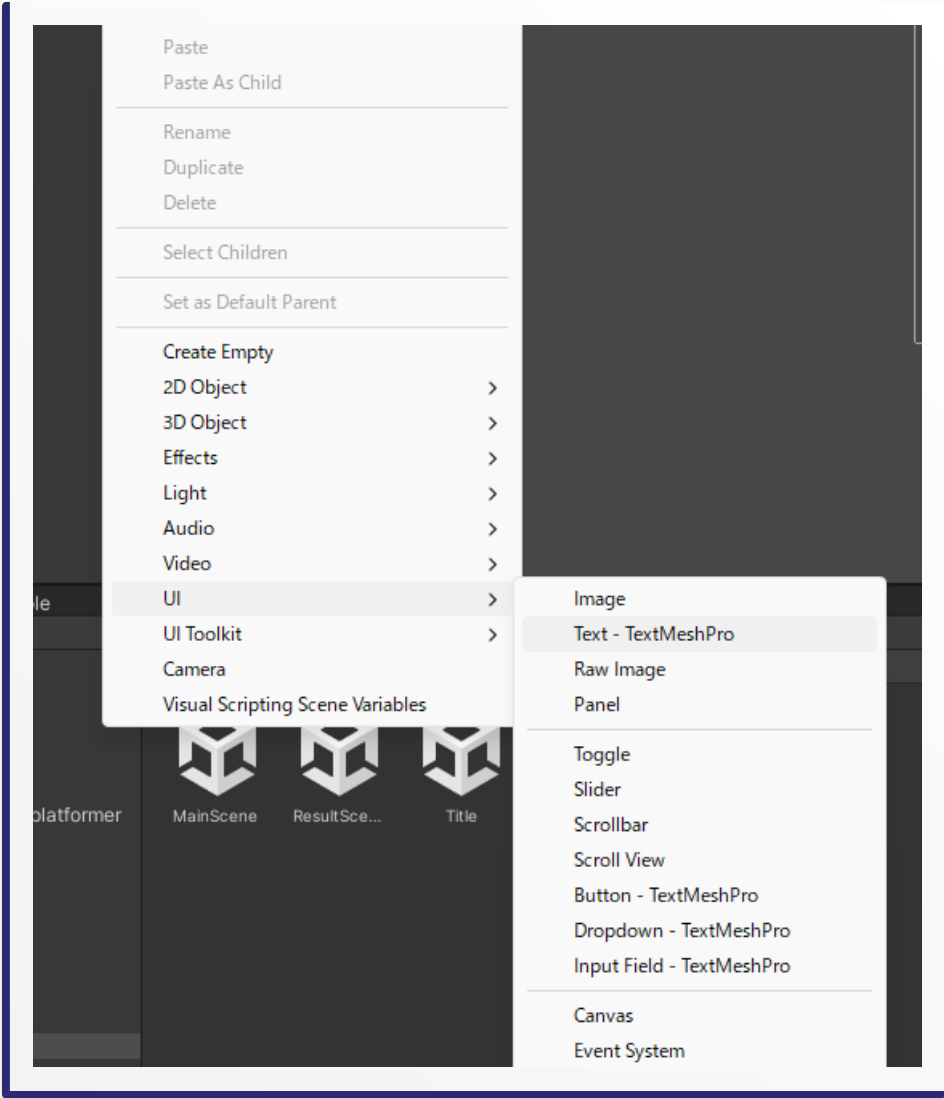 Paste
Paste As Child
Rename
Duplicate
Delete
Select Children
Set as Default Parent
Create Empty
2D Object
3D Object
Effects
Light
Audio
Video
UI
UI Toolkit
Camera
Visual Scripting Scene Variables
Image
Text - TextMeshPro
Raw Image
Panel
Toggle
Slider
Scrollbar
Scroll View
Button - TextMeshPro
Dropdown - TextMeshPro
Input Field - TextMeshPro
Canvas
Event System
MainScene
ResultSce...
Title